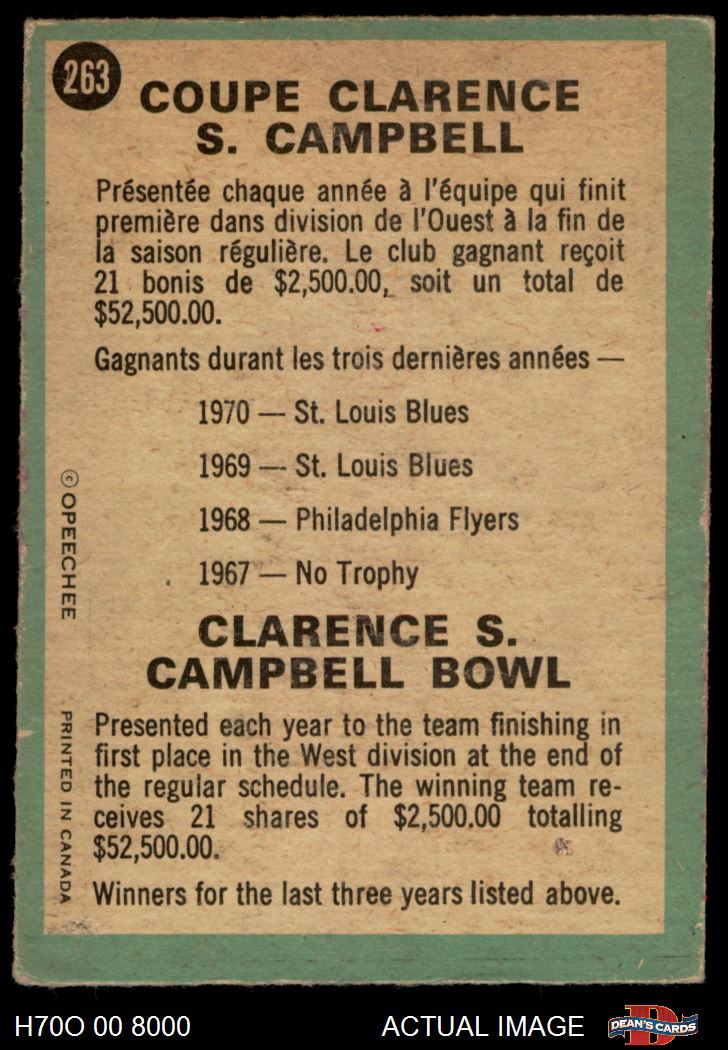 263
COUPE CLARENCE
S. CAMPBELL
Présentée chaque année à l'équipe qui finit
première dans division de l'Ouest à la fin de
la saison régulière. Le club gagnant reçoit
21 bonis de $2,500.00, soit un total de
$52,500.00.
Gagnants durant les trois dernières années —
1970 — St. Louis Blues
1969 — St. Louis Blues
1968 — Philadelphia Flyers
1967 — No Trophy
© OPEECHEE
CLARENCE S.
CAMPBELL BOWL
Presented each year to the team finishing in
first place in the West division at the end of
the regular schedule. The winning team re-
ceives 21 shares of $2,500.00 totalling
$52,500.00.
Winners for the last three years listed above.
PRINTED IN CANADA
H70O 00 8000
ACTUAL IMAGE
D
DEAN'S CARDS